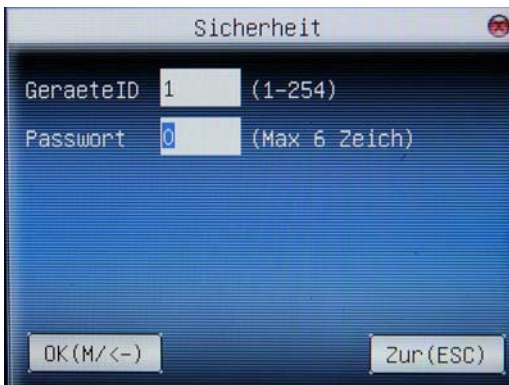 Sicherheit
GeraeteID 1 (1-254)
Passwort 0 (Max 6 Zeich)
OK(M/<-) Zur(ESC)